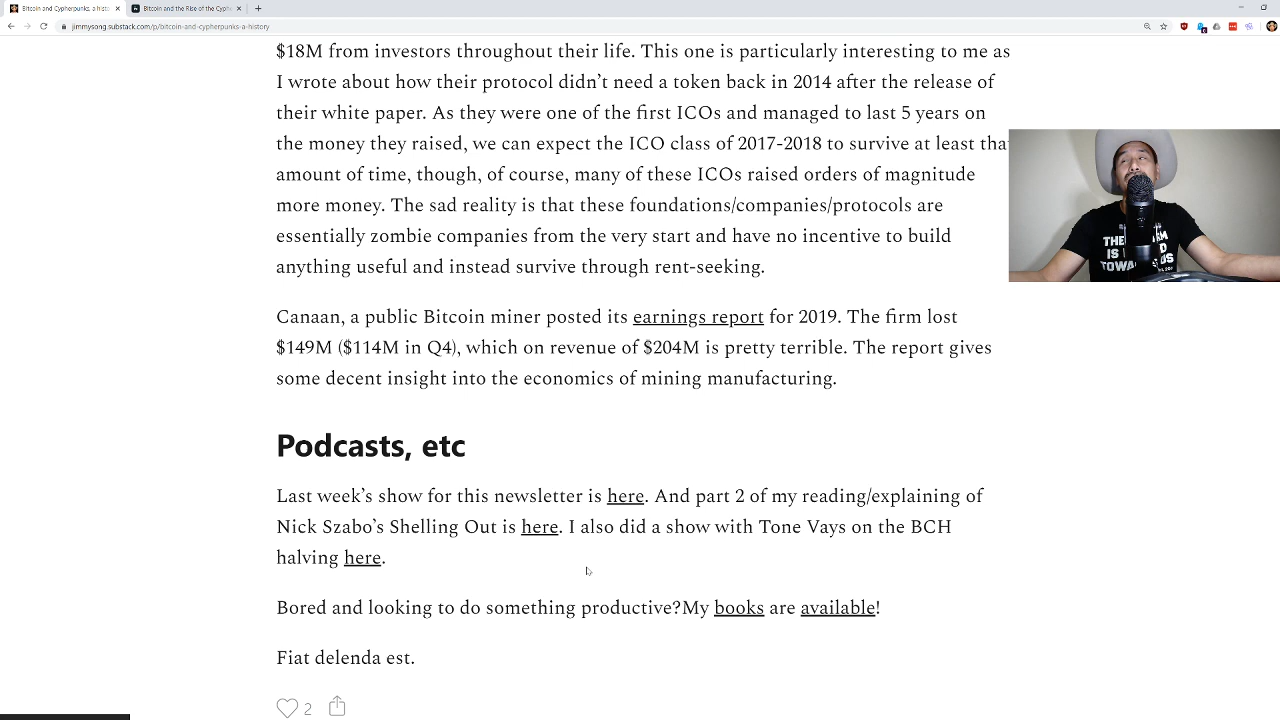 Bitcoin and Cypherpunks, a hist
Bitcoin and the Rise of the Cyphe
jimmysong.substack.com/p/bitcoin-and-cypherpunks-a-history
$18M from investors throughout their life. This one is particularly interesting to me as
I wrote about how their protocol didn’t need a token back in 2014 after the release of
their white paper. As they were one of the first ICOs and managed to last 5 years on
the money they raised, we can expect the ICO class of 2017-2018 to survive at least tha
amount of time, though, of course, many of these ICOs raised orders of magnitude
more money. The sad reality is that these foundations/companies/protocols are
essentially zombie companies from the very start and have no incentive to build
anything useful and instead survive through rent-seeking.
THE
IS
TOWA
Canaan, a public Bitcoin miner posted its earnings report for 2019. The firm lost
$149M ($114M in Q4), which on revenue of $204M is pretty terrible. The report gives
some decent insight into the economics of mining manufacturing.
Podcasts, etc
Last week’s show for this newsletter is here. And part 2 of my reading/explaining of
Nick Szabo’s Shelling Out is here. I also did a show with Tone Vays on the BCH
halving here.
Bored and looking to do something productive?My books are available!
Fiat delenda est.
2